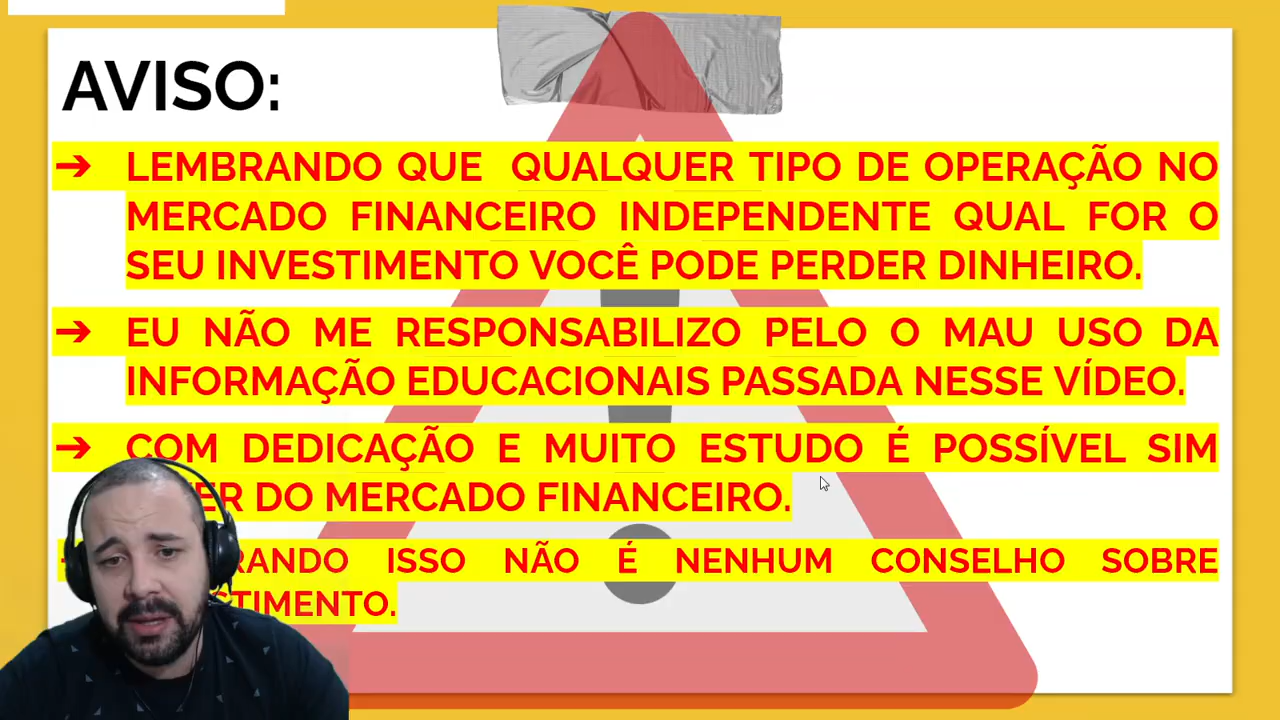 AVISO:
➔ LEMBRANDO QUE QUALQUER TIPO DE OPERAÇÃO NO
MERCADO FINANCEIRO INDEPENDENTE QUAL FOR O
SEU INVESTIMENTO VOCÊ PODE PERDER DINHEIRO.
➔ EU NÃO ME RESPONSABILIZO PELO O MAU USO DA
INFORMAÇÃO EDUCACIONAIS PASSADA NESSE VÍDEO.
➔ COM DEDICAÇÃO E MUITO ESTUDO É POSSÍVEL SIM
DO MERCADO FINANCEIRO.
ISSO NÃO É NENHUM CONSELHO SOBRE